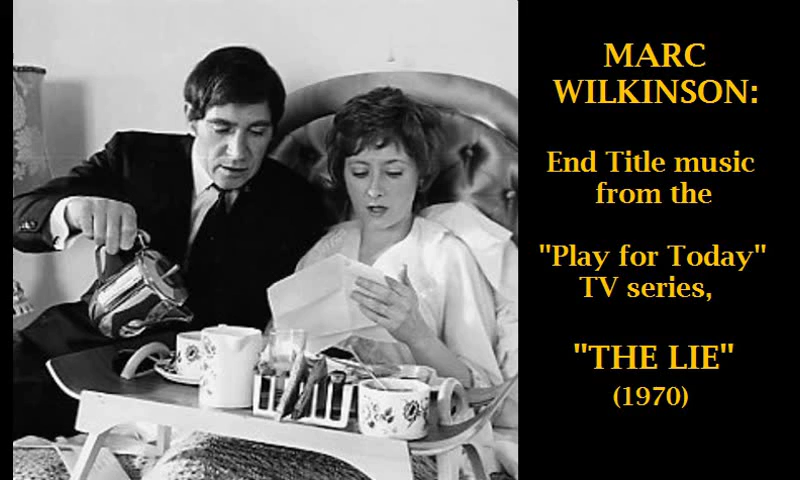 MARC
WILKINSON:
End Title music
from the
"Play for Today"
TV series,
"THE LIE"
(1970)